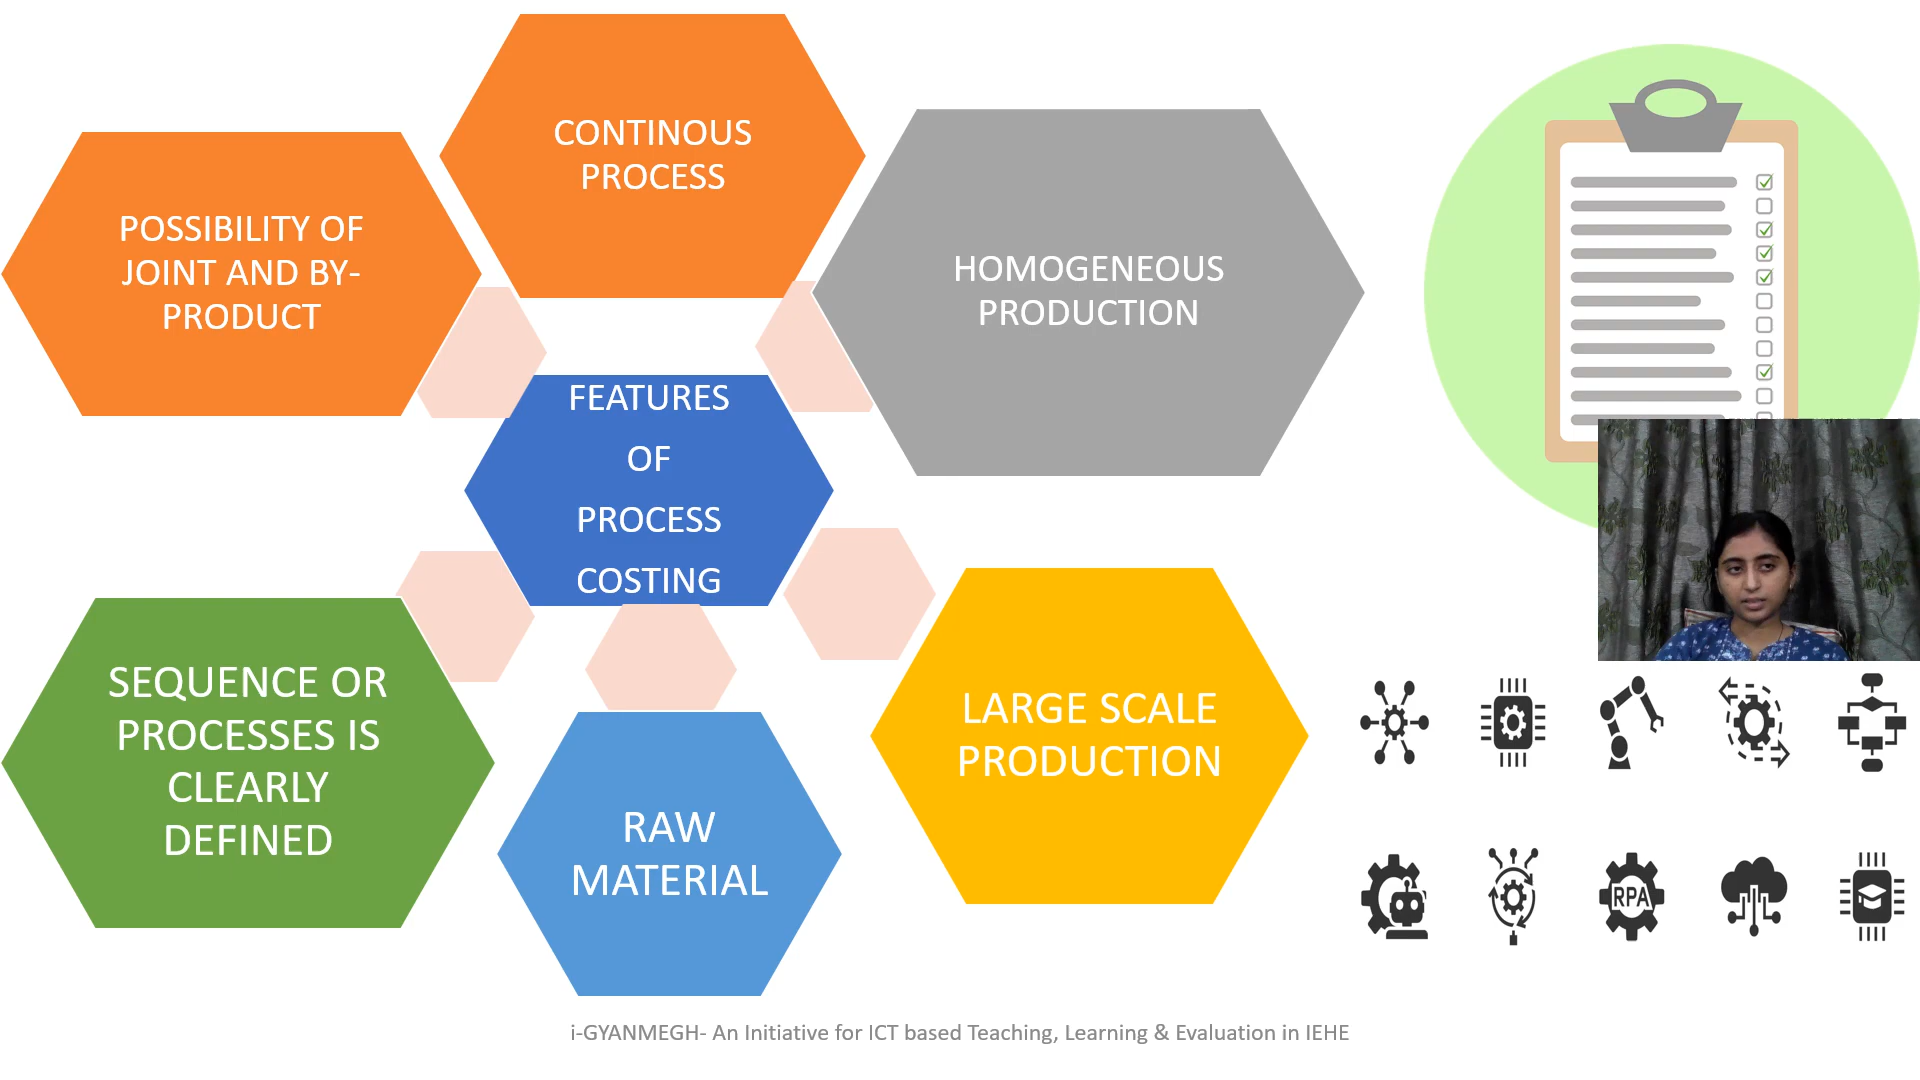 CONTINOUS
PROCESS
POSSIBILITY OF
JOINT AND BY-
PRODUCT
HOMOGENEOUS
PRODUCTION
FEATURES
OF
PROCESS
COSTING
SEQUENCE OR
PROCESSES IS
CLEARLY
DEFINED
RAW
MATERIAL
LARGE SCALE
PRODUCTION
RPA
i-GYANMEGH- An Initiative for ICT based Teaching, Learning & Evaluation in IEHE